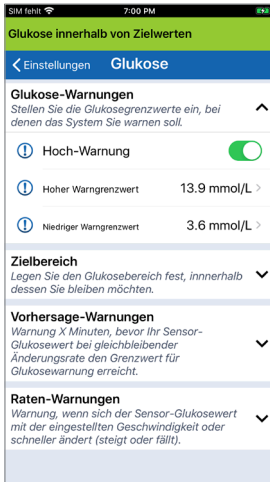 SIM fehlt 7:00 PM
Glukose innerhalb von Zielwerten
Einstellungen Glukose
Glukose-Warnungen
Stellen Sie die Glukosegrenzwerte ein, bei
denen das System Sie warnen soll.
Hoch-Warnung
Hoher Warngrenzwert 13.9 mmol/L
Niedriger Warngrenzwert 3.6 mmol/L
Zielbereich
Legen Sie den Glukosebereich fest, innnerhalb
dessen Sie bleiben möchten.
Vorhersage-Warnungen
Warnung X Minuten, bevor Ihr Sensor-
Glukosewert bei gleichbleibender
Änderungsrate den Grenzwert für
Glukosewarnung erreicht.
Raten-Warnungen
Warnung, wenn sich der Sensor-Glukosewert
mit der eingestellten Geschwindigkeit oder
schneller ändert (steigt oder fällt).